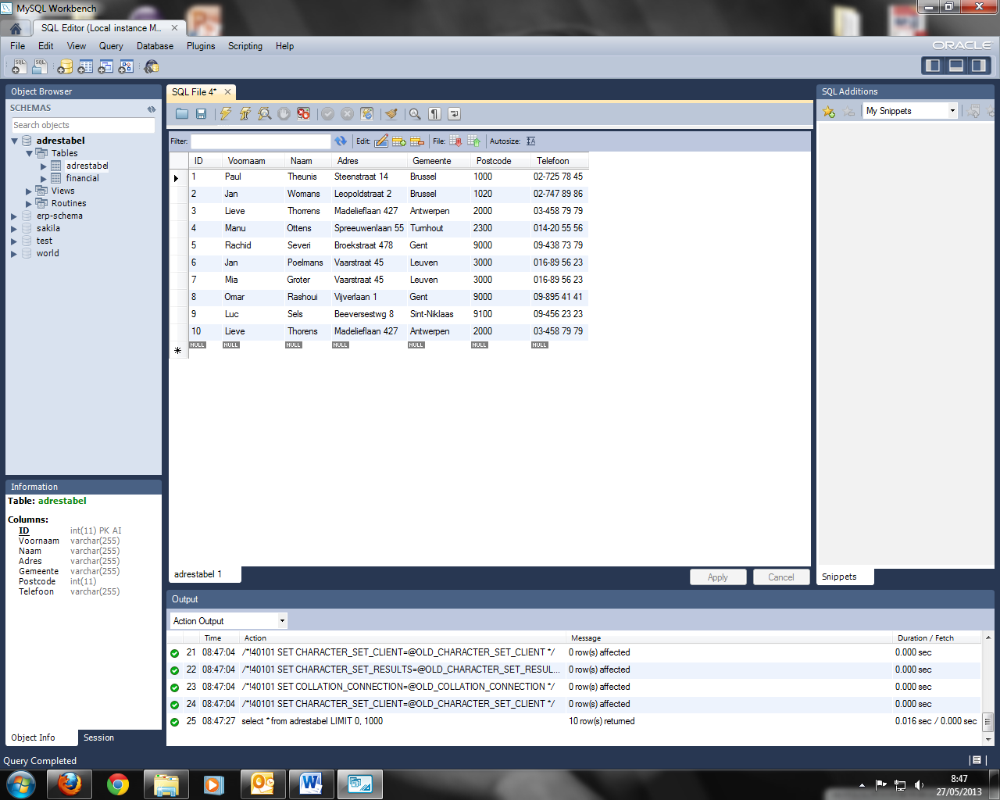 MySQL Workbench
SQL Editor (Local instance M... ×
File Edit View Query Database Plugins Scripting Help
ORACLE
Object Browser
SCHEMAS
Search objects
adrestabel
Tables
adrestabel
financial
Views
Routines
erp-schema
sakila
test
world
Information
Table: adrestabel
Columns:
ID int(11) PK AI
Voornaam varchar(255)
Naam varchar(255)
Adres varchar(255)
Gemeente varchar(255)
Postcode int(11)
Telefoon varchar(255)
Object Info Session
SQL File 4* ×
Filter: Edit: File: Autosize:
ID Voornaam Naam Adres Gemeente Postcode Telefoon
1 Paul Theunis Steenstraat 14 Brussel 1000 02-725 78 45
2 Jan Womans Leopoldstraat 2 Brussel 1020 02-747 89 86
3 Lieve Thorrens Madelieflaan 427 Antwerpen 2000 03-458 79 79
4 Manu Ottens Spreeuwenlaan 55 Turnhout 2300 014-20 55 56
5 Rachid Severi Broekstraat 478 Gent 9000 09-438 73 79
6 Jan Poelmans Vaarstraat 45 Leuven 3000 016-89 56 23
7 Mia Groter Vaarstraat 45 Leuven 3000 016-89 56 23
8 Omar Rashoui Vijverlaan 1 Gent 9000 09-895 41 41
9 Luc Sels Beeversestwg 8 Sint-Niklaas 9100 09-456 23 23
10 Lieve Thorens Madelieflaan 427 Antwerpen 2000 03-458 79 79
NULL NULL NULL NULL NULL NULL NULL
adrestabel 1
Apply Cancel
SQL Additions
My Snippets
Snippets
Output
Action Output
Time Action Message Duration / Fetch
21 08:47:04 /*!40101 SET CHARACTER_SET_CLIENT=@OLD_CHARACTER_SET_CLIENT */ 0 row(s) affected 0.000 sec
22 08:47:04 /*!40101 SET CHARACTER_SET_RESULTS=@OLD_CHARACTER_SET_RESUL... 0 row(s) affected 0.000 sec
23 08:47:04 /*!40101 SET COLLATION_CONNECTION=@OLD_COLLATION_CONNECTION */ 0 row(s) affected 0.000 sec
24 08:47:04 /*!40101 SET CHARACTER_SET_CLIENT=@OLD_CHARACTER_SET_CLIENT */ 0 row(s) affected 0.000 sec
25 08:47:27 select * from adrestabel LIMIT 0, 1000 10 row(s) returned 0.016 sec / 0.000 sec
Query Completed
8:47
27/05/2013